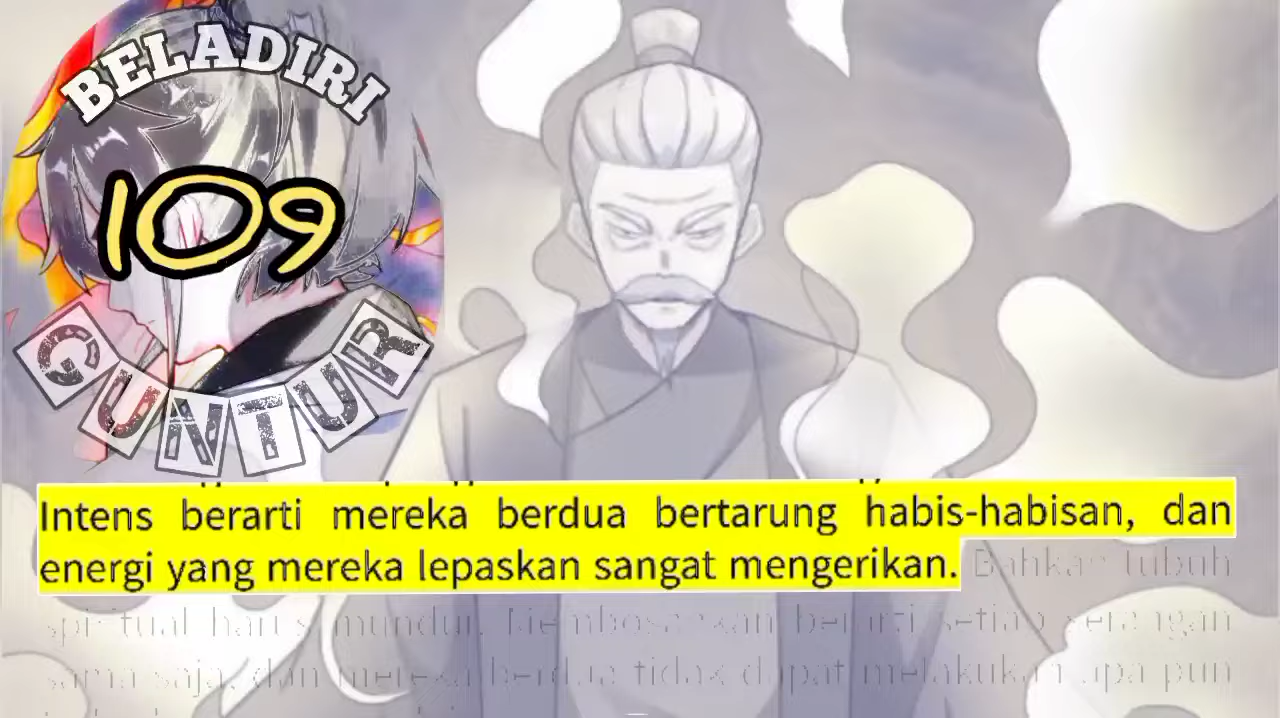 BELADIRI
109
GUNTUR
Intens berarti mereka berdua bertarung habis-habisan, dan
energi yang mereka lepaskan sangat mengerikan. Bahkan tubuh
spiritual harus mundur. Membosankan berarti setiap serangan
sama saja, dan mereka berdua tidak dapat melakukan apa pun